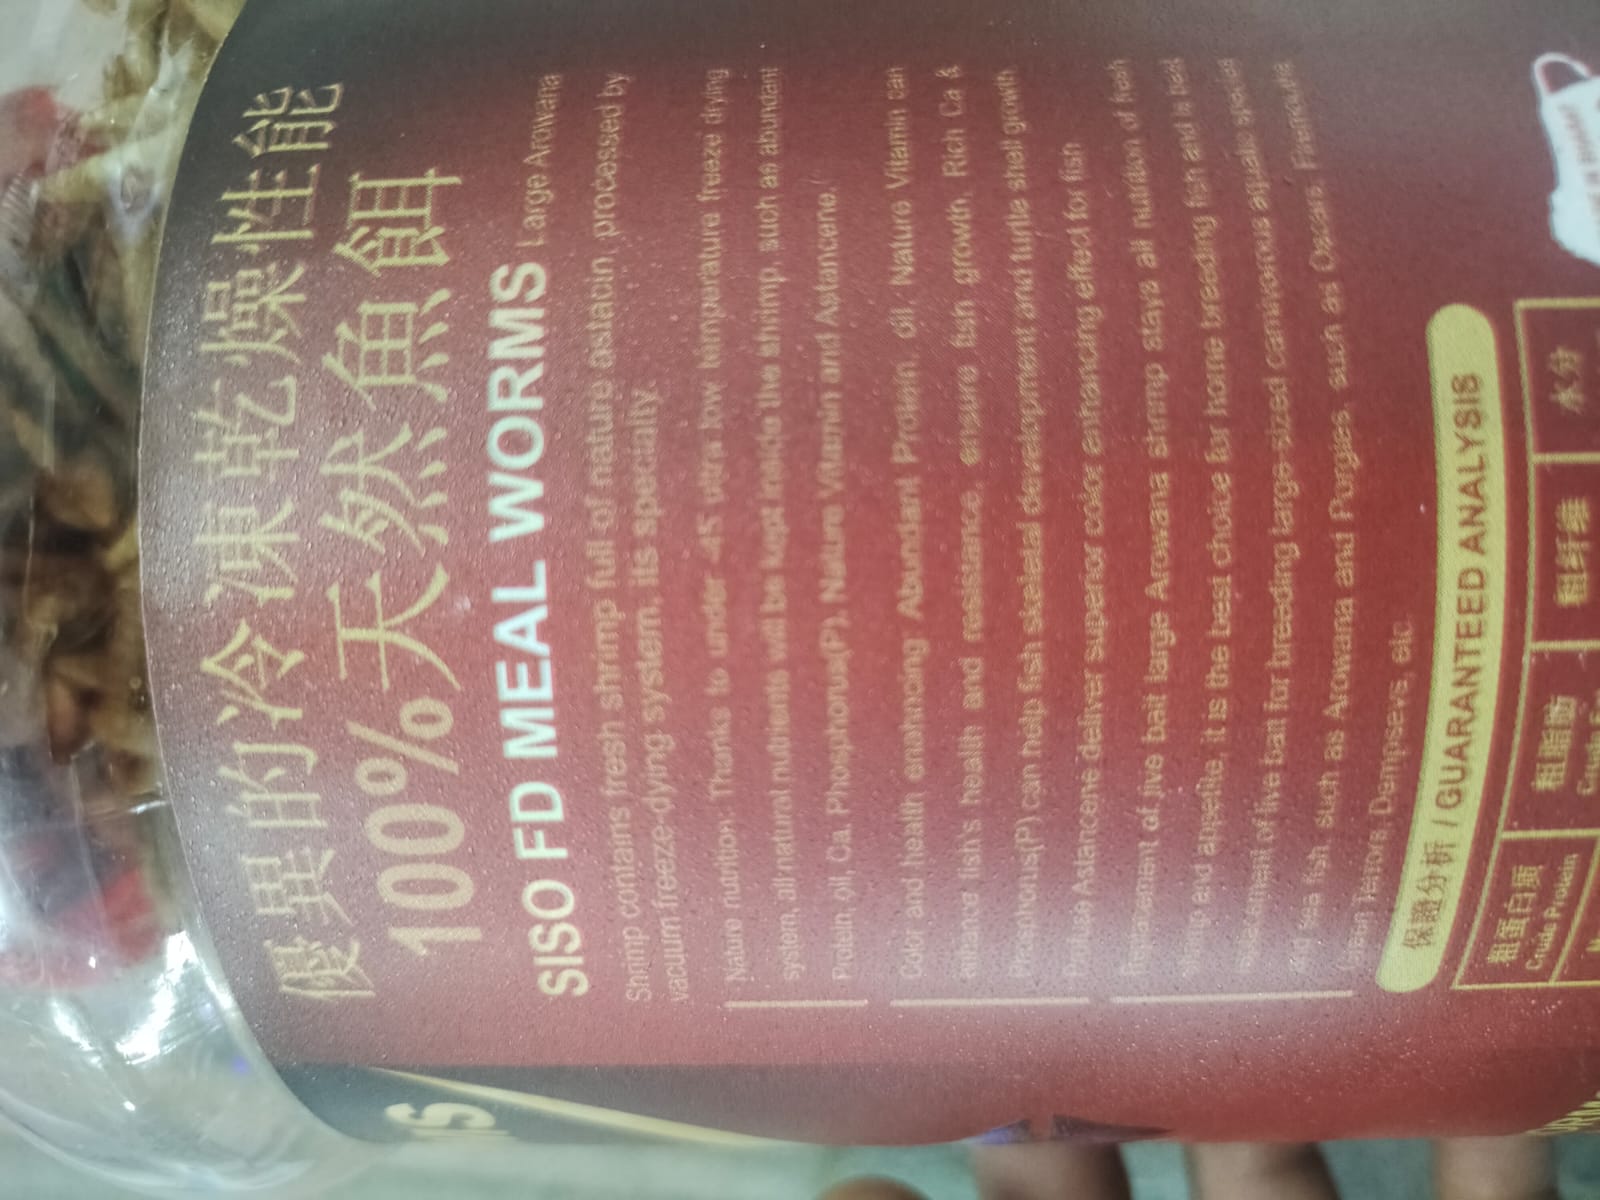 優異的冷凍乾燥性能
100%天然魚餌
SISO FD MEAL WORMS Large Arowana
Shrimp contains fresh shrimp full of nature astacin, processed by
vacuum freeze-dying system, its specialty.
Nature nutrition: Thanks to under -45 ultra low temperature freeze drying
system, all natural nutrients will be kept inside the shrimp, such as abundant
Protein, oil, Ca, Phosphorus(P), Nature Vitamin and Astancene.
Color and health enahncing: Abundant Protein, oil, Nature Vitamin can
fish's health and resistance, ensure fish growth, Rich Ca &
Phosphorus(P) can help fish skeletal development and turtle shell growth.
Astancene deliver superior color enhancing effect for fish
of jive bait large Arowana shrimp stays all nutrition of fresh
shrimp and appetite, it is the best choice for home breeding fish and is best
of live bait for breeding large-sized carnivorous aquatic species
sea fish, such as Arowana and Porgies, such as Oscars,
Green Terrors, Dempseys, etc.
保證分析 / GUARANTEED ANALYSIS
粗蛋白质 粗脂肪 粗纤维 水分
Crude Protein